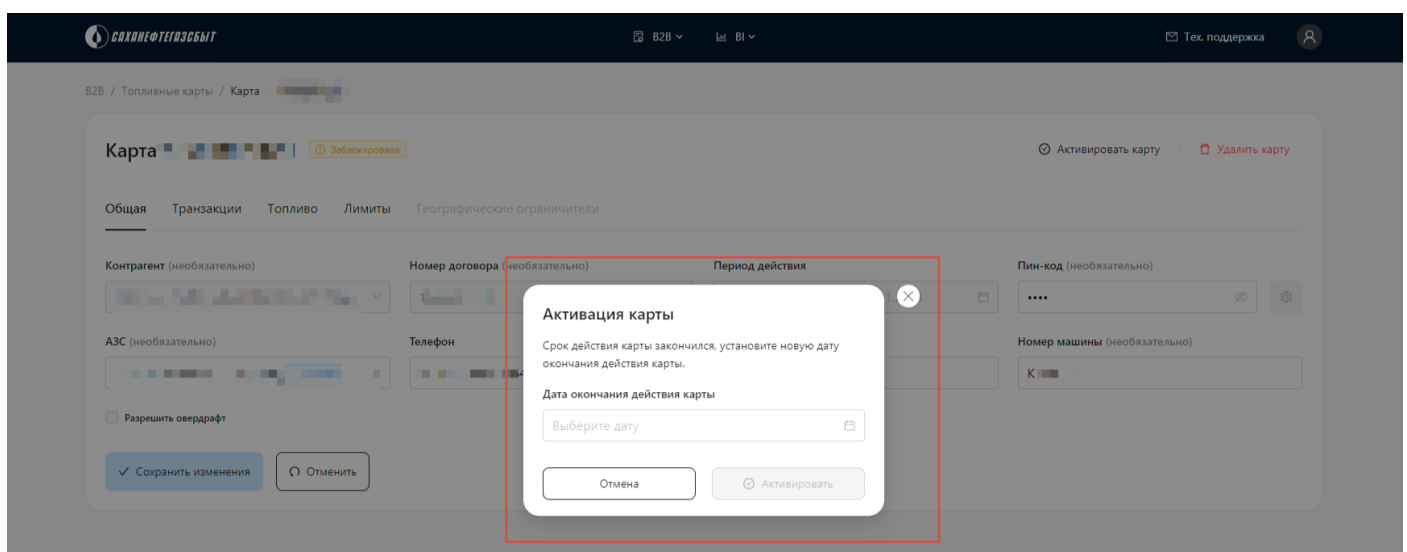 САХАНЕФТЕГАЗСБЫТ B2B BI Тех. поддержка
B2B / Топливные карты / Карта
Карта Заблокирована Активировать карту Удалить карту
Общая Транзакции Топливо Лимиты Географические ограничители
Контрагент (необязательно) Номер договора (необязательно) Период действия Пин-код (необязательно)
••••
АЗС (необязательно) Телефон Номер машины (необязательно)
К
Разрешить овердрафт
Сохранить изменения Отменить
Активация карты
Срок действия карты закончился, установите новую дату
окончания действия карты.
Дата окончания действия карты
Выберите дату
Отмена Активировать